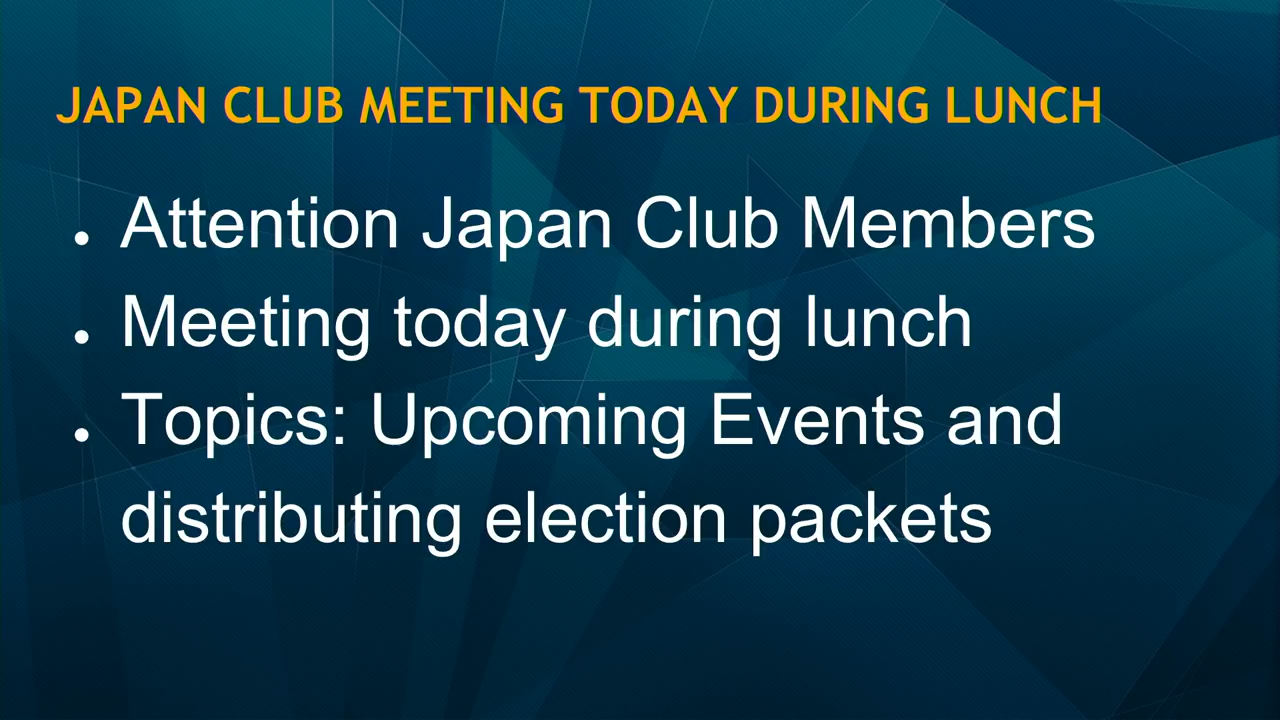 JAPAN CLUB MEETING TODAY DURING LUNCH
• Attention Japan Club Members
• Meeting today during lunch
• Topics: Upcoming Events and
distributing election packets